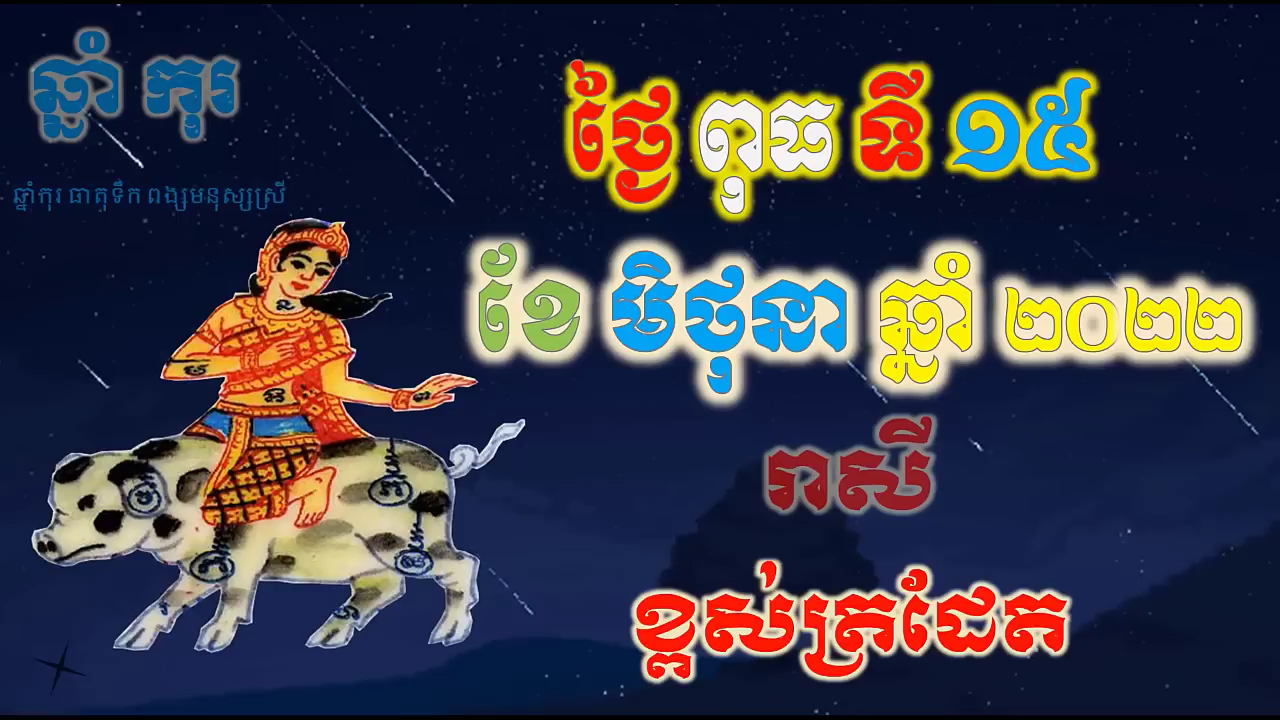 ឆ្នាំ កុរ
ឆ្នាំកុរ ធាតុទឹក ពង្សមនុស្សស្រី
ថ្ងៃ ពុធ ទី ១៥
ខែ មិថុនា ឆ្នាំ ២០២២
រាសី
ខ្ពស់ត្រដែត